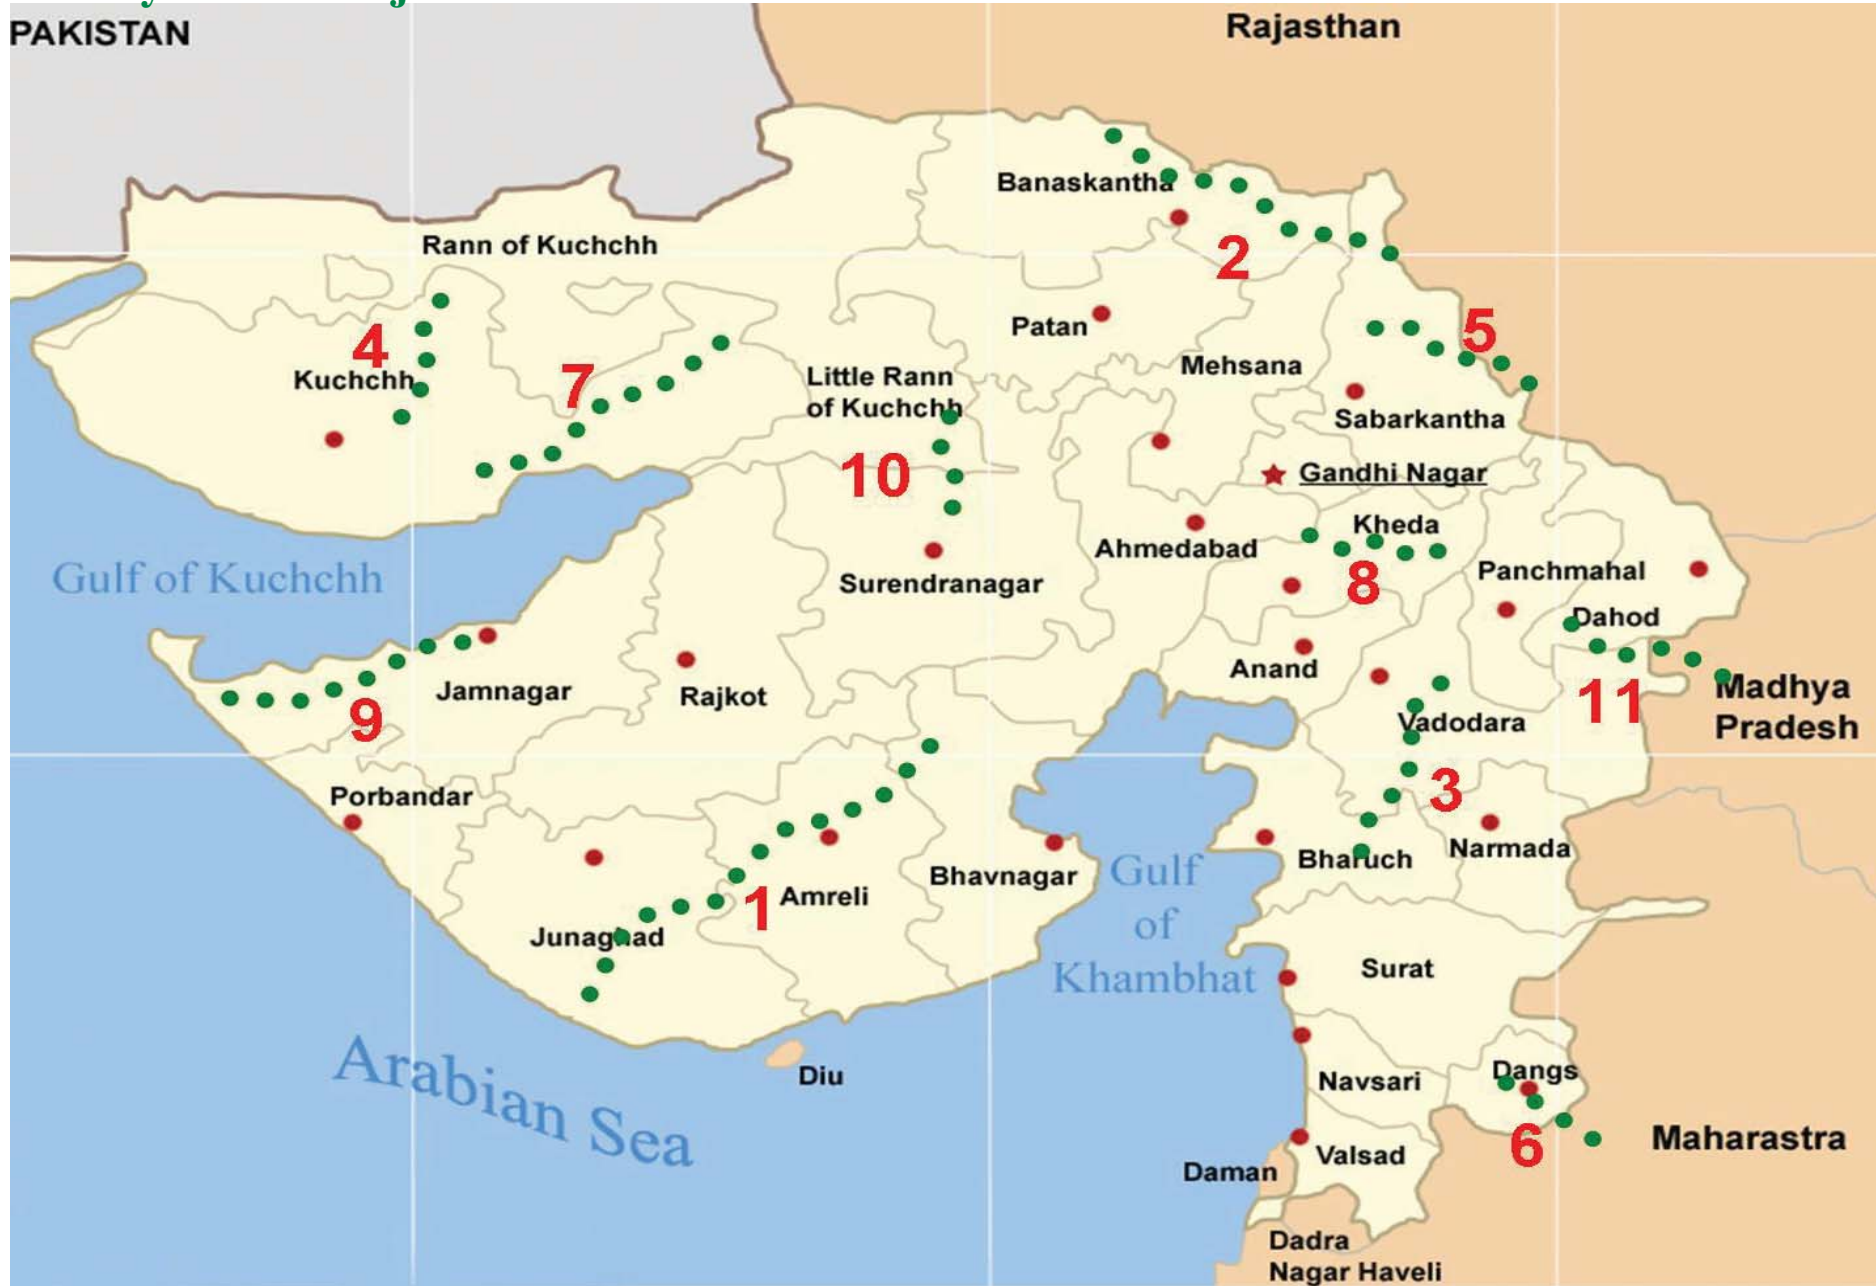 PAKISTAN
Rajasthan
Banaskantha
2
Rann of Kuchchh
4
Kuchchh
7
Patan
5
Mehsana
Little Rann
of Kuchchh
Sabarkantha
10
Gandhi Nagar
Kheda
Ahmedabad
8
Panchmahal
Gulf of Kuchchh
Surendranagar
Dahod
Anand
Jamnagar
Rajkot
9
11
Madhya
Pradesh
Vadodara
3
Porbandar
Narmada
Bharuch
Bhavnagar
Amreli
1
Junaghad
Gulf
of
Khambhat
Surat
Arabian Sea
Diu
Dangs
Navsari
6
Maharastra
Valsad
Daman
Dadra
Nagar Haveli